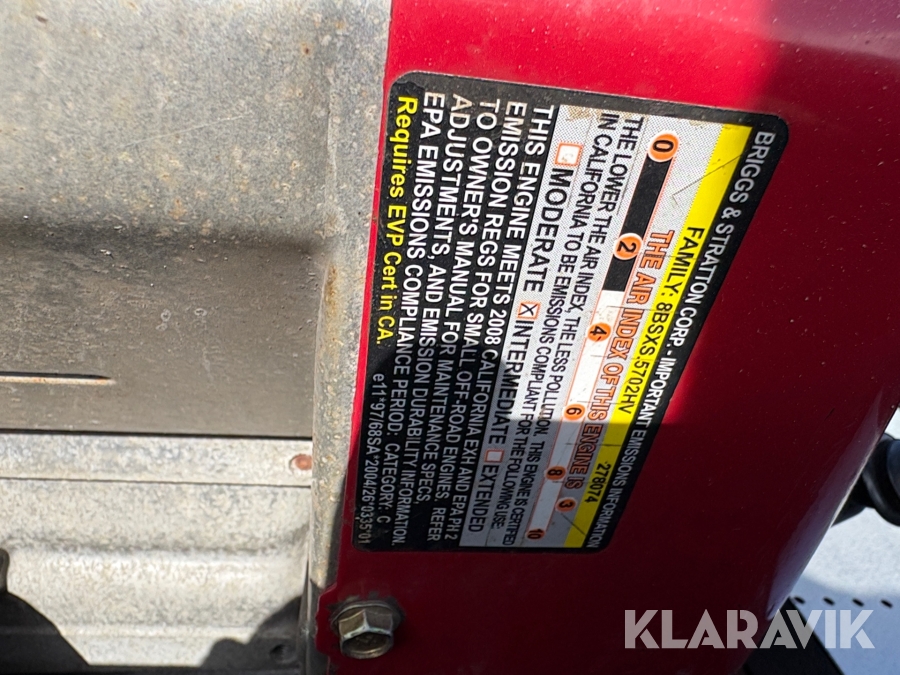 BRIGGS & STRATTON CORP. - IMPORTANT EMISSIONS INFORMATION
FAMILY: 8BSXS.5702HV 278074
THE AIR INDEX OF THIS ENGINE IS 3
0 2 4 6 8 10
THE LOWER THE AIR INDEX, THE LESS POLLUTION. THIS ENGINE IS CERTIFIED
IN CALIFORNIA TO BE EMISSIONS COMPLIANT FOR THE FOLLOWING USE:
☐ MODERATE ☒ INTERMEDIATE ☐ EXTENDED
THIS ENGINE MEETS 2008 CALIFORNIA EXH AND EPA PH 2
EMISSION REGS FOR SMALL OFF-ROAD ENGINES. REFER
TO OWNER'S MANUAL FOR MAINTENANCE SPECS,
ADJUSTMENTS, AND EMISSION DURABILITY INFORMATION.
EPA EMISSIONS COMPLIANCE PERIOD: CATEGORY: C
Requires EVP Cert in CA. e11*97/68SA*2004/26*0335*01
KLARAVIK